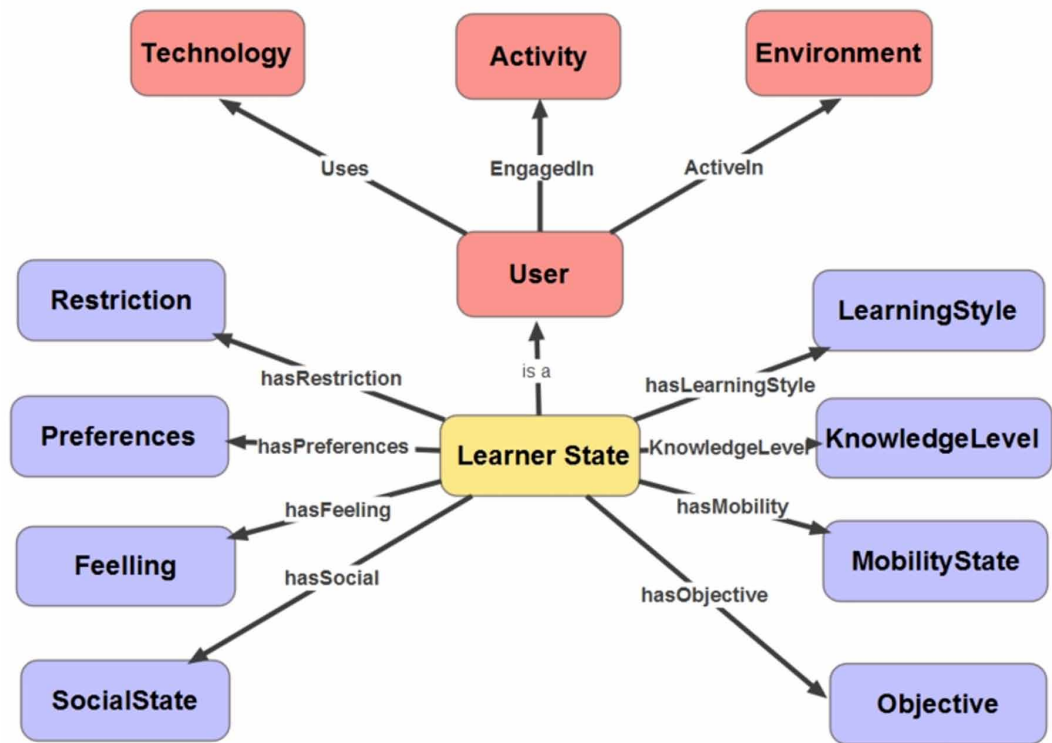 Technology
Activity
Environment
Uses
EngagedIn
ActiveIn
User
Restriction
LearningStyle
is a
hasRestriction
hasLearningStyle
Preferences
hasPreferences
Learner State
KnowledgeLevel
KnowledgeLevel
hasFeeling
hasMobility
Feelling
MobilityState
hasSocial
hasObjective
SocialState
Objective